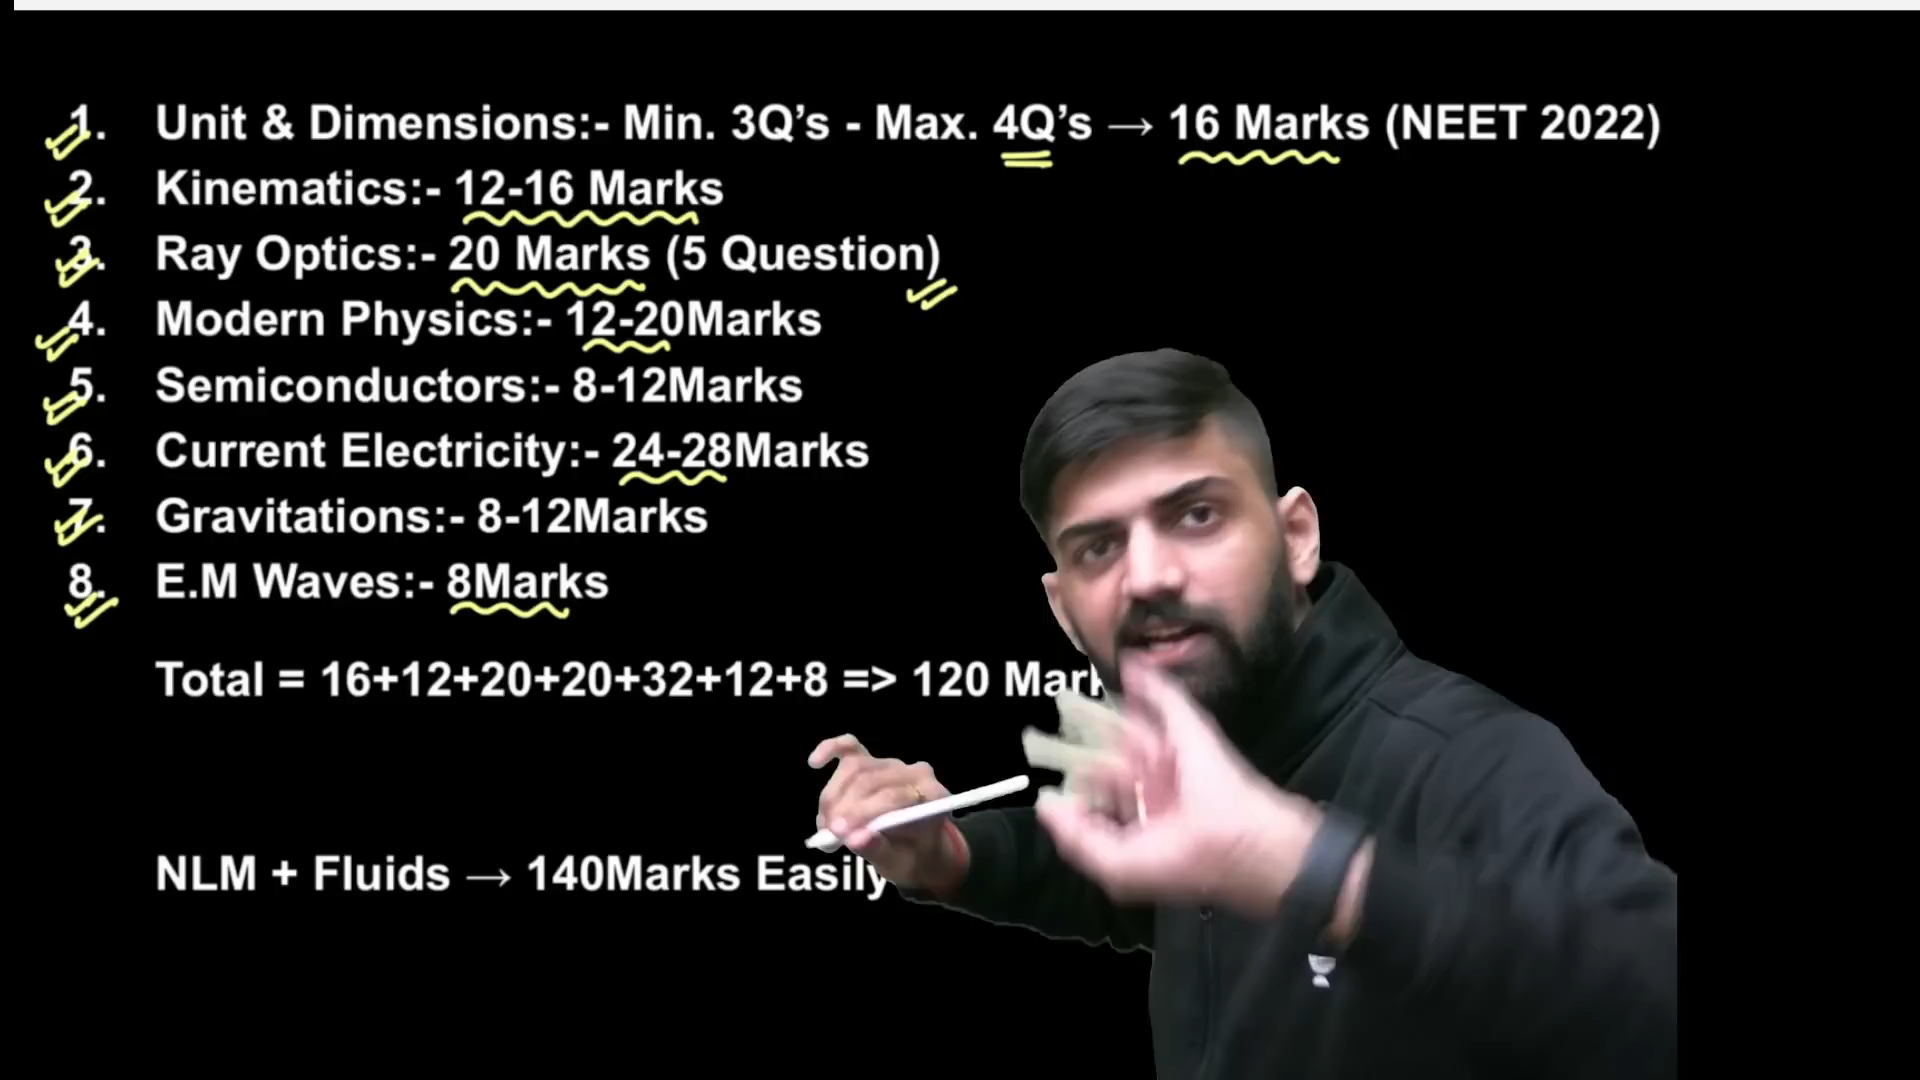 1. Unit & Dimensions:- Min. 3Q’s - Max. 4Q’s → 16 Marks (NEET 2022)
2. Kinematics:- 12-16 Marks
3. Ray Optics:- 20 Marks (5 Question)
4. Modern Physics:- 12-20Marks
5. Semiconductors:- 8-12Marks
6. Current Electricity:- 24-28Marks
7. Gravitations:- 8-12Marks
8. E.M Waves:- 8Marks
Total = 16+12+20+20+32+12+8 => 120
NLM + Fluids → 140Marks Easily